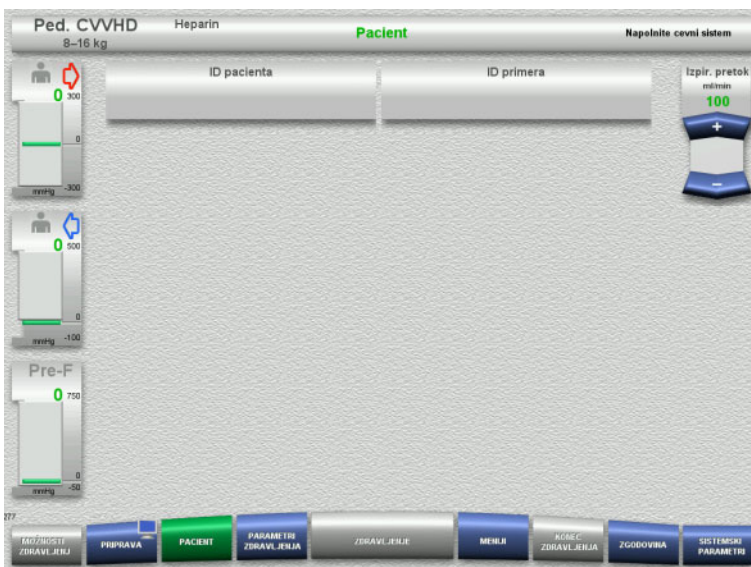 Ped. CVVHD Heparin
8–16 kg
Pacient
Napolnite cevni sistem
ID pacienta
ID primera
Izpir. pretok
ml/min
100
+
−
0 300
0
mmHg -300
0 500
0
mmHg -100
Pre-F
0 750
0
mmHg -50
277
MOŽNOSTI ZDRAVLJENJ
PRIPRAVA
PACIENT
PARAMETRI ZDRAVLJENJA
ZDRAVLJENJE
MENIJI
KONEC ZDRAVLJENJA
ZGODOVINA
SISTEMSKI PARAMETRI